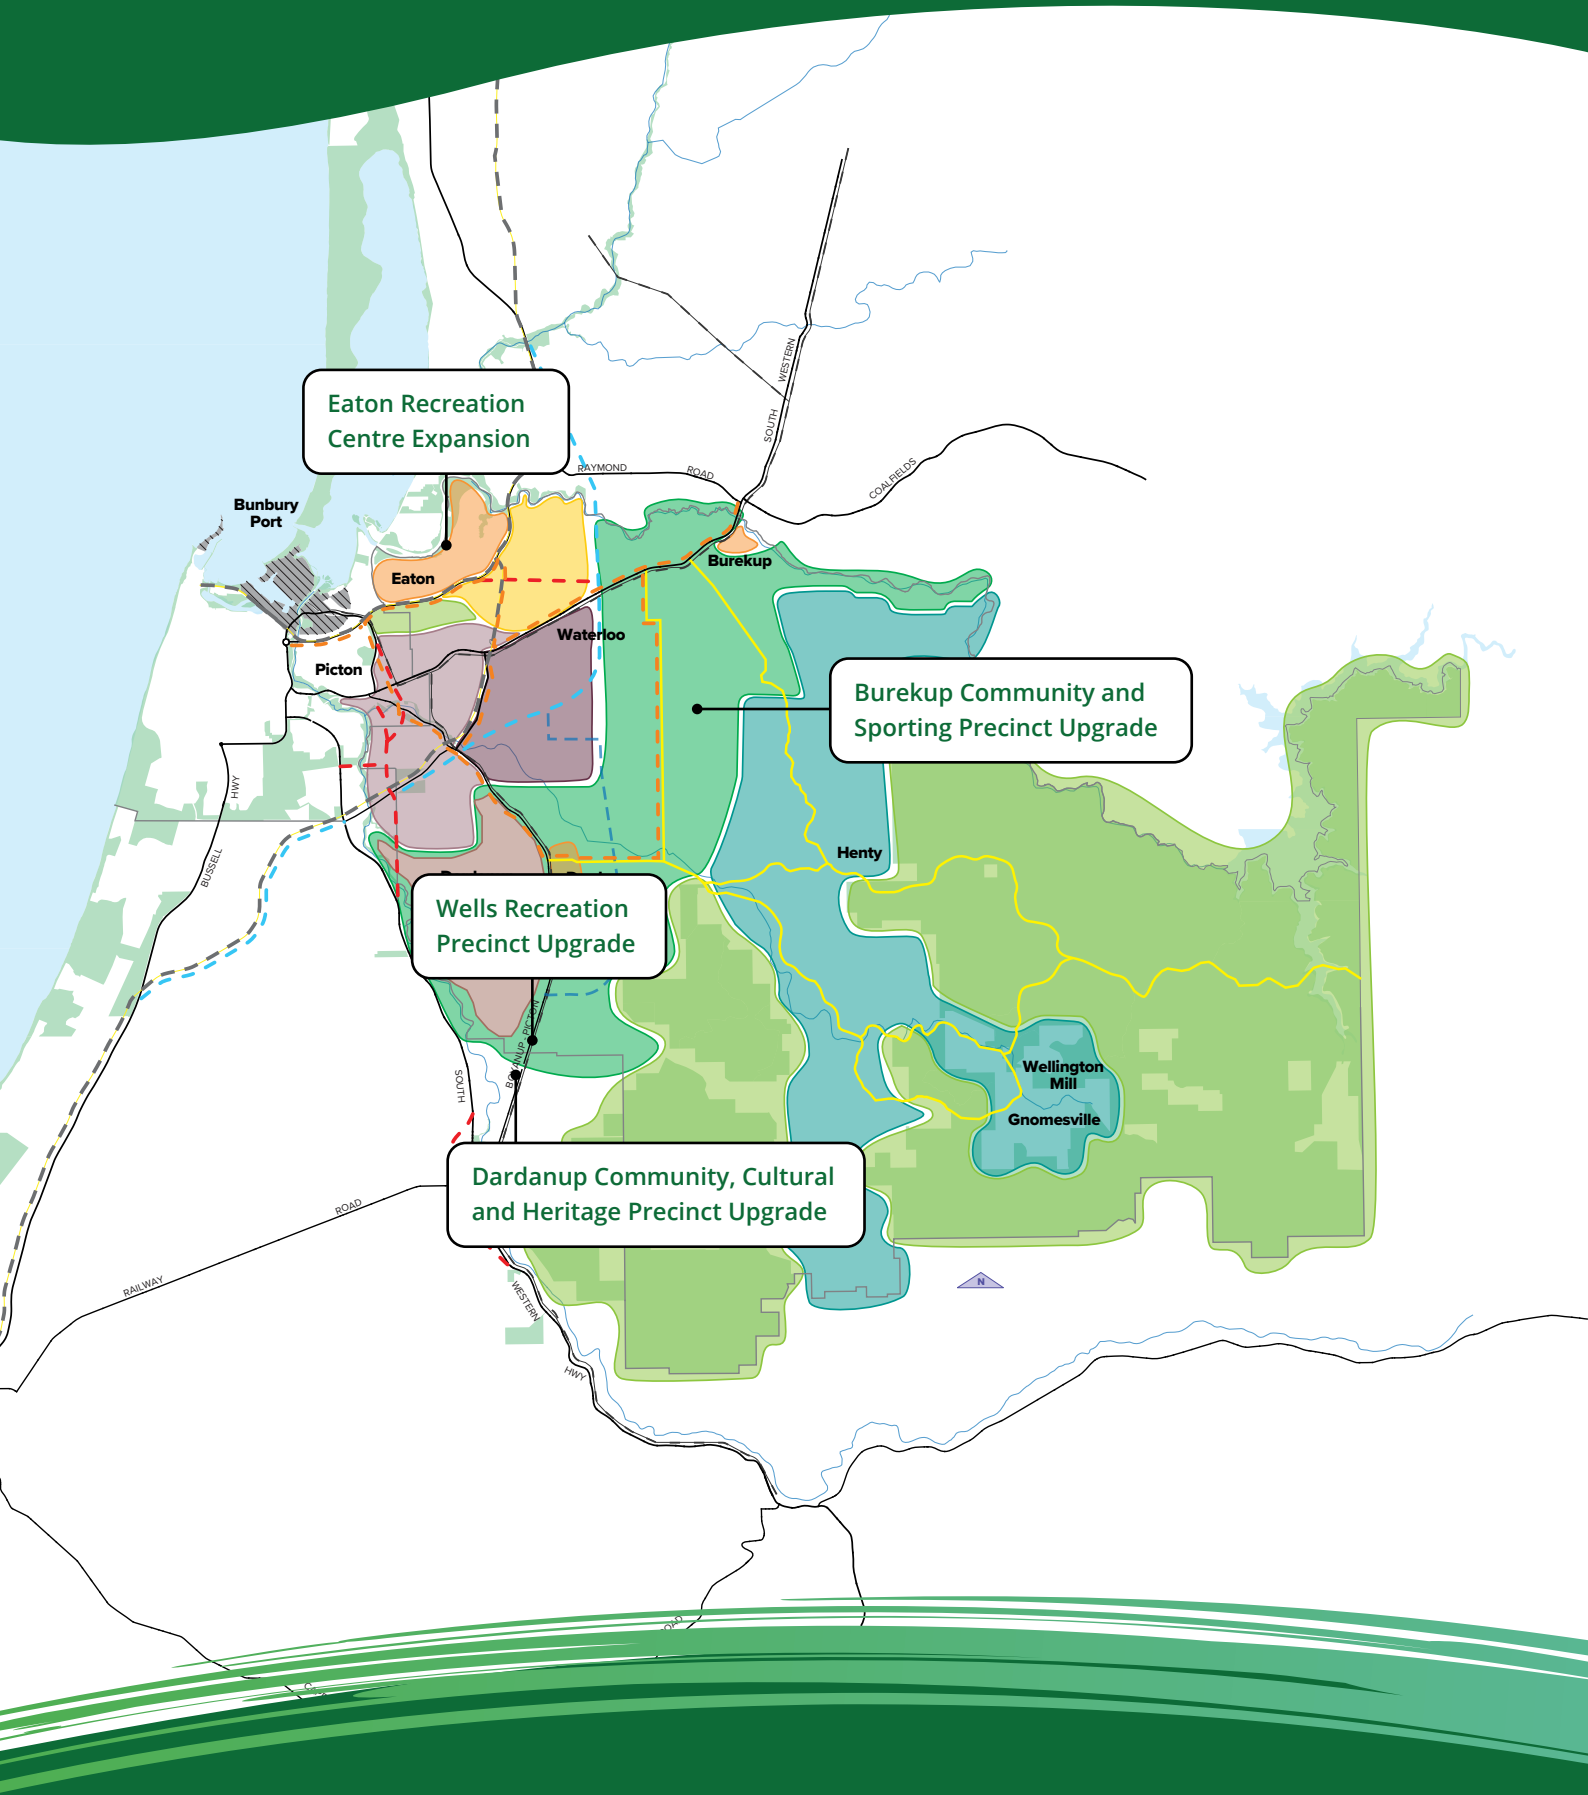 SOUTH
WESTERN
Eaton Recreation
Centre Expansion
RAYMOND
ROAD
COALFIELDS
Bunbury
Port
Burekup
Eaton
Waterloo
Picton
Burekup Community and
Sporting Precinct Upgrade
HWY
BUSSELL
Henty
Wells Recreation
Precinct Upgrade
BOYANUP - PICTON
SOUTH
Wellington
Mill
Gnomesville
Dardanup Community, Cultural
and Heritage Precinct Upgrade
ROAD
RAILWAY
N
WESTERN
HWY